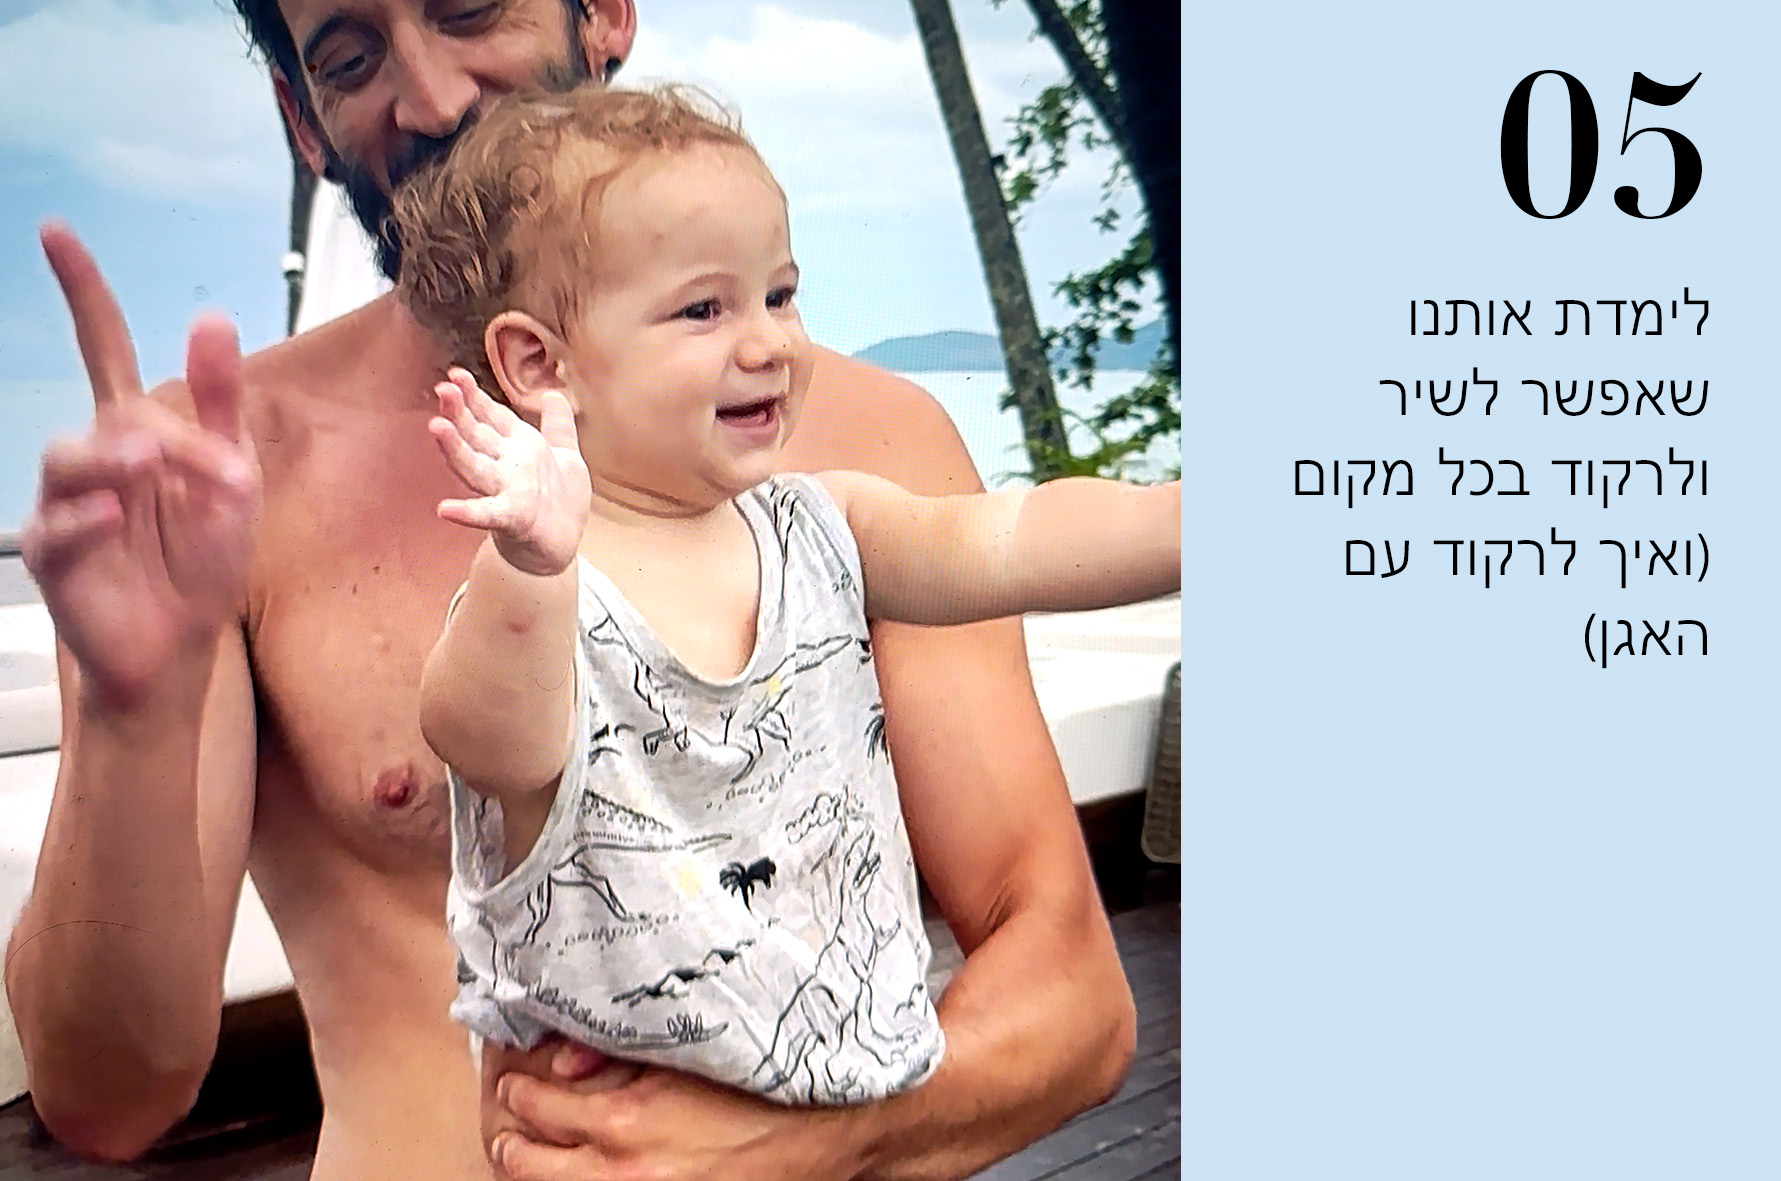 05
לימדת אותנו
שאפשר לשיר
ולרקוד בכל מקום
(ואיך לרקוד עם
האגן)